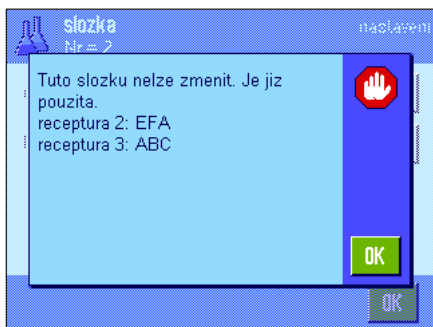 slozka
nastaveni
Nr = 2
Tuto slozku nelze zmenit. Je jiz
pouzita.
receptura 2: EFA
receptura 3: ABC
OK
OK